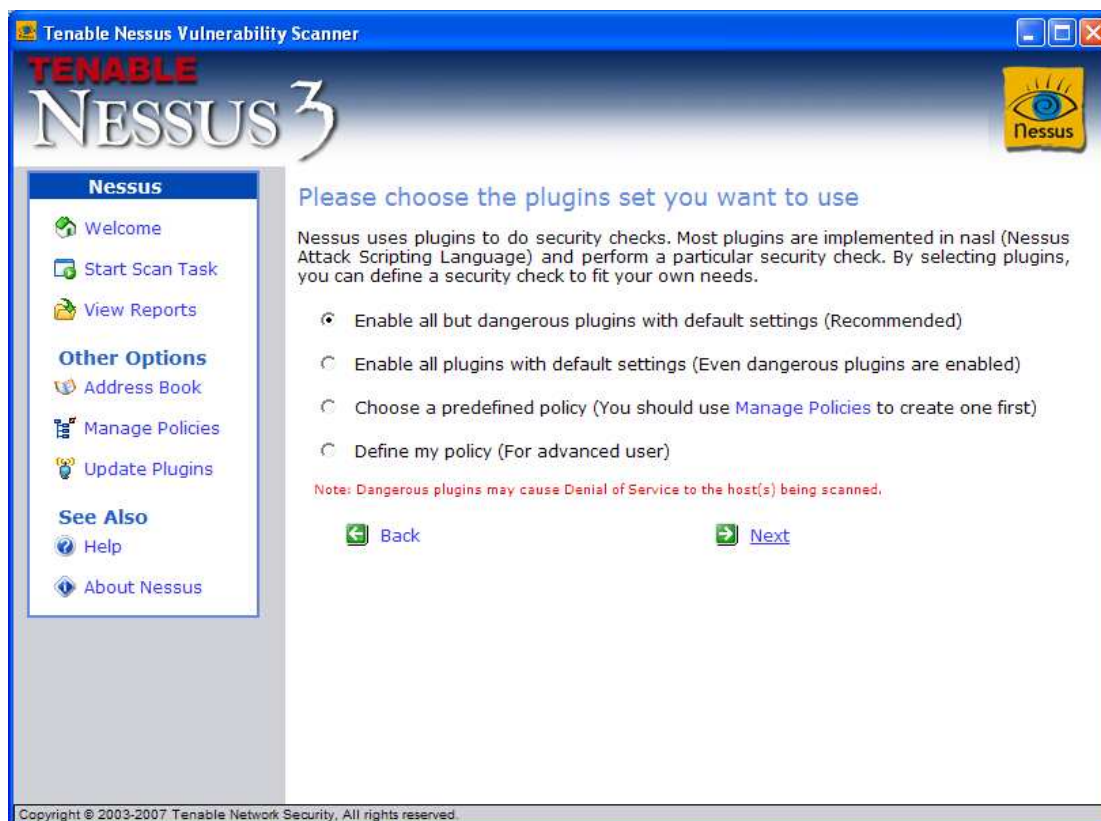 Tenable Nessus Vulnerability Scanner
TENABLE
NESSUS 3
Nessus
Nessus
Welcome
Start Scan Task
View Reports
Other Options
Address Book
Manage Policies
Update Plugins
See Also
Help
About Nessus
Please choose the plugins set you want to use
Nessus uses plugins to do security checks. Most plugins are implemented in nasl (Nessus
Attack Scripting Language) and perform a particular security check. By selecting plugins,
you can define a security check to fit your own needs.
Enable all but dangerous plugins with default settings (Recommended)
Enable all plugins with default settings (Even dangerous plugins are enabled)
Choose a predefined policy (You should use Manage Policies to create one first)
Define my policy (For advanced user)
Note: Dangerous plugins may cause Denial of Service to the host(s) being scanned.
Back
Next
Copyright © 2003-2007 Tenable Network Security, All rights reserved.